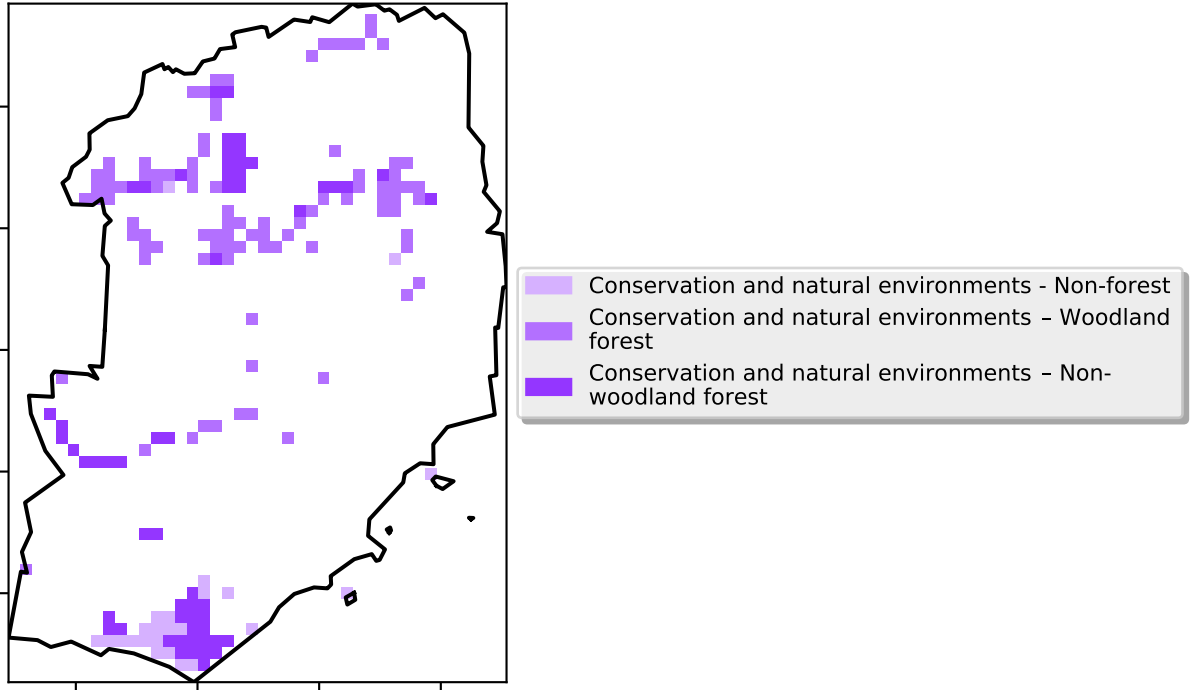 Conservation and natural environments - Non-forest
Conservation and natural environments – Woodland
forest
Conservation and natural environments – Non-
woodland forest